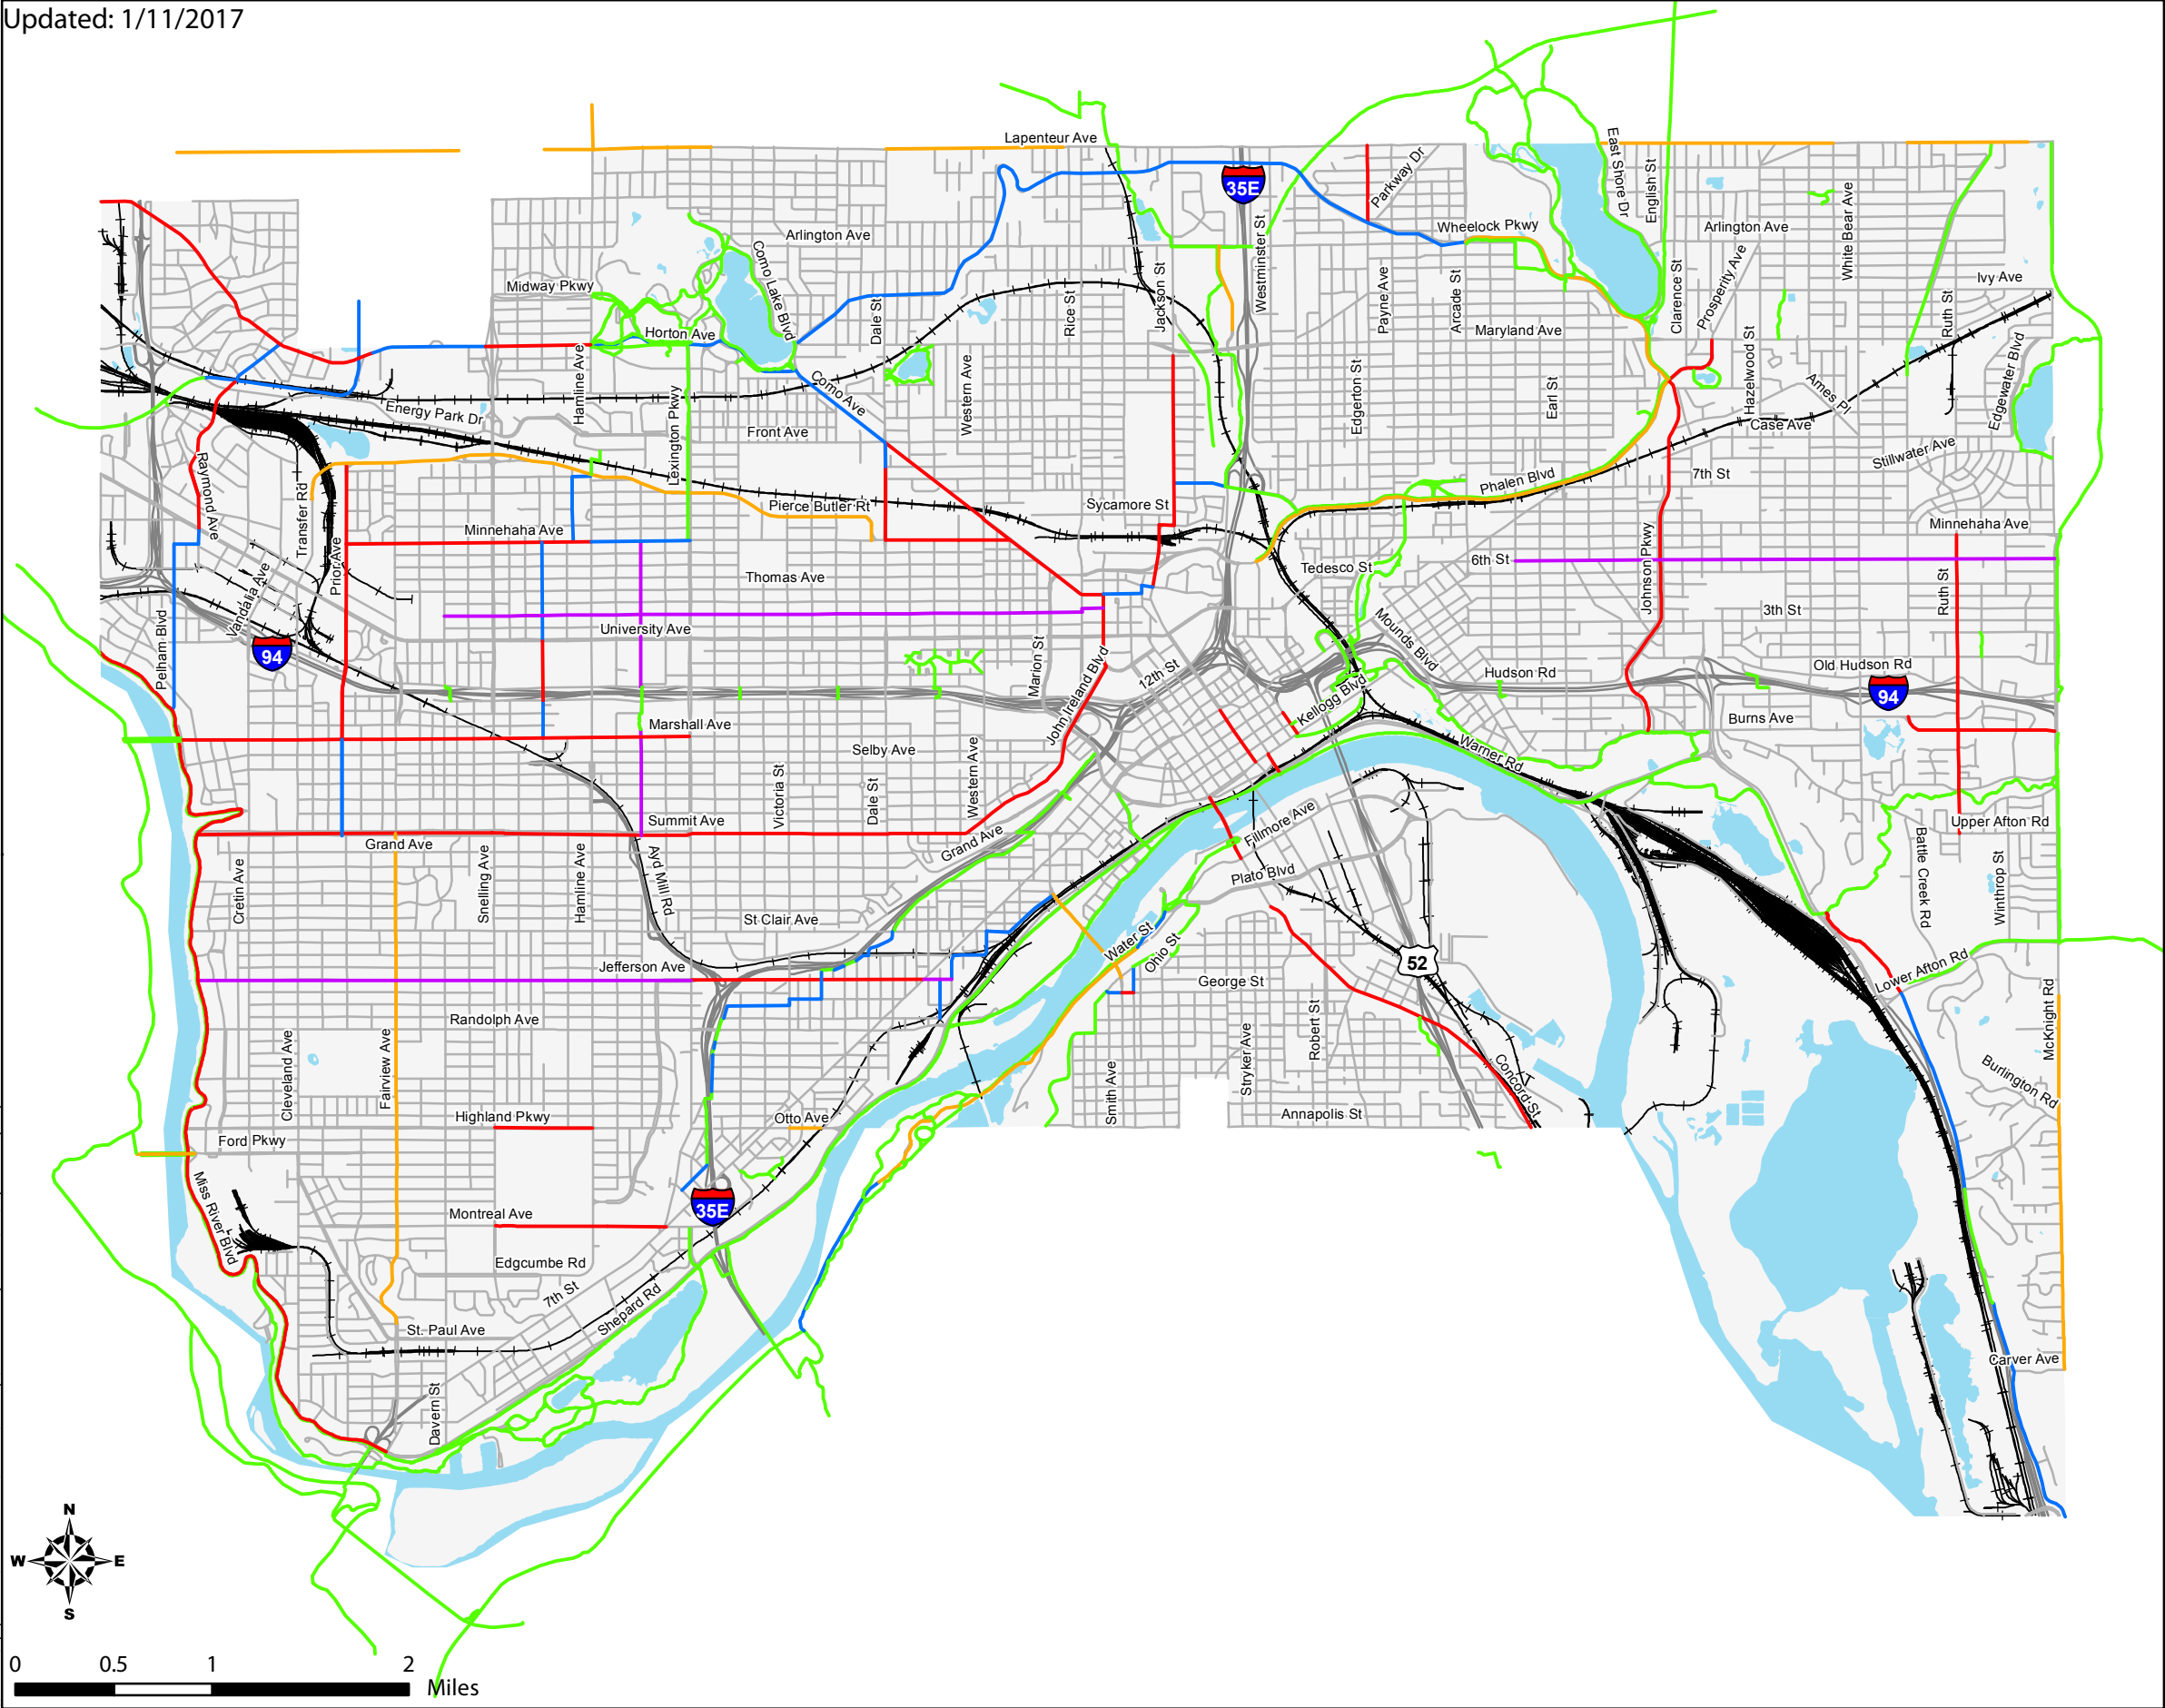 Updated: 1/11/2017
Lapenteur Ave
35E
Parkway Dr
East Shore Dr
English St
Wheelock Pkwy
Arlington Ave
Arlington Ave
White Bear Ave
Como Lake Blvd
Westminster St
Prosperity Ave
Clarence St
Ivy Ave
Midway Pkwy
Jackson St
Payne Ave
Arcade St
Rice St
Dale St
Ruth St
Horton Ave
Maryland Ave
Hamline Ave
Hazelwood St
Edgewater Blvd
Western Ave
Edgerton St
Earl St
Como Ave
Ames Pl
Lexington Pkwy
Energy Park Dr
Front Ave
Case Ave
Stillwater Ave
Raymond Ave
7th St
Phalen Blvd
Transfer Rd
Pierce Butler Rt
Sycamore St
Minnehaha Ave
Minnehaha Ave
Prior Ave
Johnson Pkwy
6th St
Tedesco St
Thomas Ave
Vandalia Ave
Ruth St
3th St
University Ave
Mounds Blvd
Pelham Blvd
94
Marion St
John Ireland Blvd
12th St
Hudson Rd
Old Hudson Rd
94
Kellogg Blvd
Marshall Ave
Burns Ave
Selby Ave
Warner Rd
Victoria St
Dale St
Western Ave
Summit Ave
Fillmore Ave
Upper Afton Rd
Grand Ave
Grand Ave
Cretin Ave
Snelling Ave
Hamline Ave
Ayd Mill Rd
Plato Blvd
Battle Creek Rd
Winthrop St
St Clair Ave
Water St
Ohio St
52
Jefferson Ave
George St
Lower Afton Rd
Randolph Ave
Cleveland Ave
Fairview Ave
Smith Ave
Stryker Ave
Robert St
McKnight Rd
Concord St
Burlington Rd
Highland Pkwy
Otto Ave
Annapolis St
Ford Pkwy
Miss River Blvd
35E
Montreal Ave
Edgcumbe Rd
7th St
Shepard Rd
St. Paul Ave
Carver Ave
Davern St
N
W
E
S
0
0.5
1
2
Miles